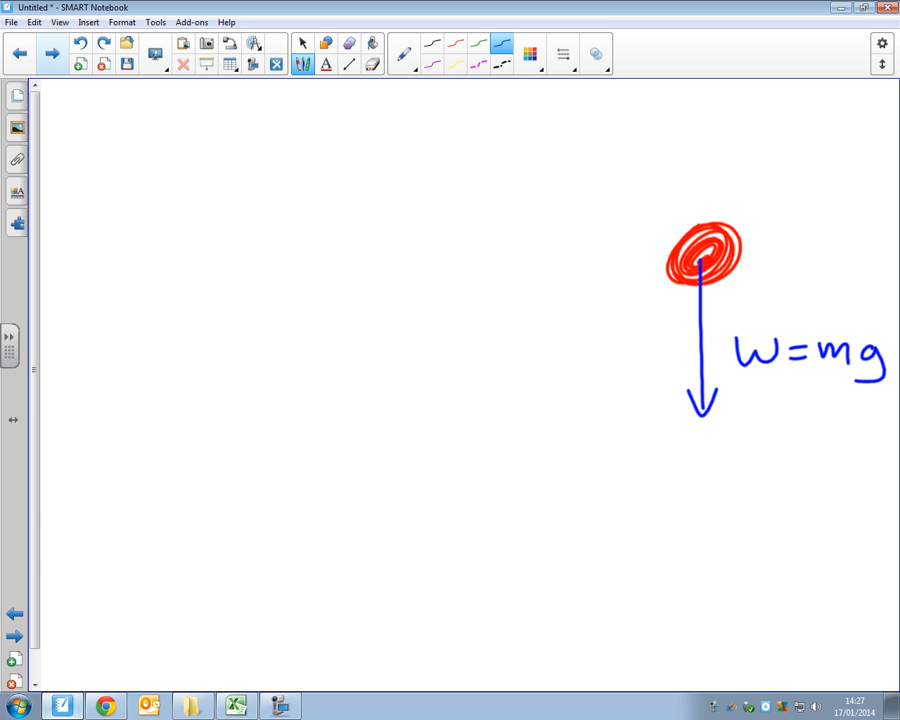 Untitled * - SMART Notebook
File Edit View Insert Format Tools Add-ons Help
W = mg
14:27
17/01/2014